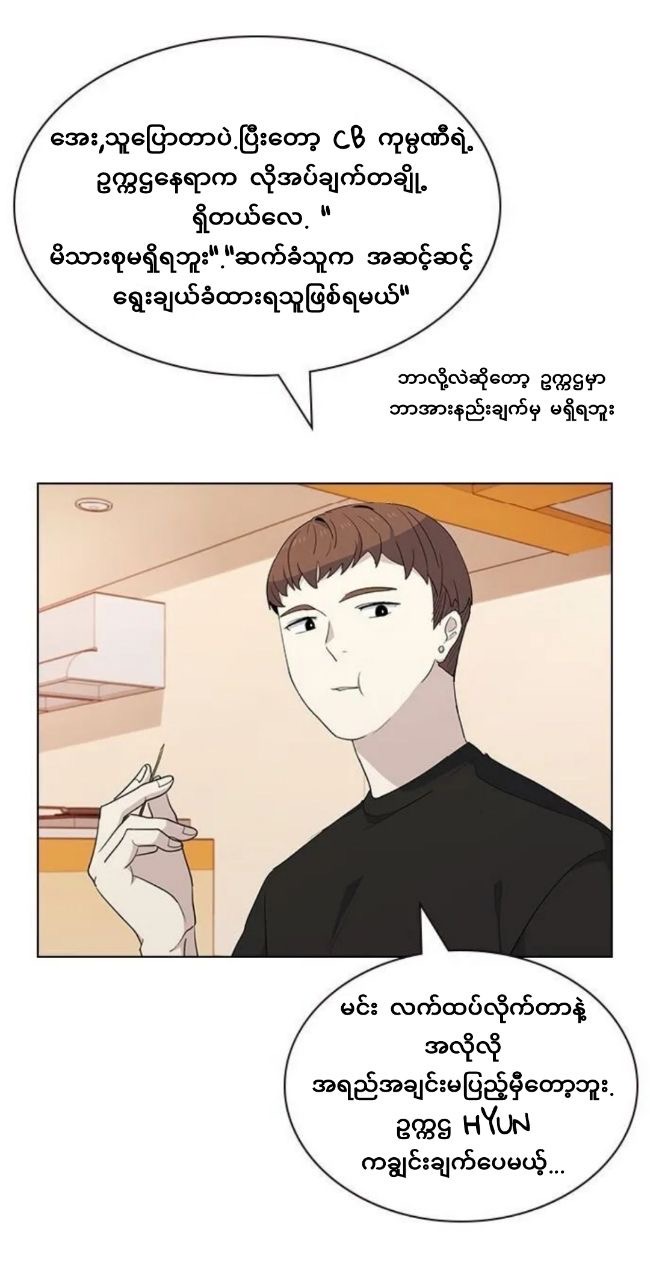 အေး,သူပြောတာပဲ.ပြီးတော့ CB ကုမ္ပဏီရဲ့
ဥက္ကဌနေရာက လိုအပ်ချက်တချို့
ရှိတယ်လေ. "
မိသားစုမရှိရဘူး"."ဆက်ခံသူက အဆင့်ဆင့်
ရွေးချယ်ခံထားရသူဖြစ်ရမယ်"
ဘာလို့လဲဆိုတော့ ဥက္ကဌမှာ
ဘာအားနည်းချက်မှ မရှိရဘူး
မင်း လက်ထပ်လိုက်တာနဲ့
အလိုလို
အရည်အချင်းမပြည့်မှီတော့ဘူး.
ဥက္ကဌ HYUN
ကချွင်းချက်ပေမယ့်...